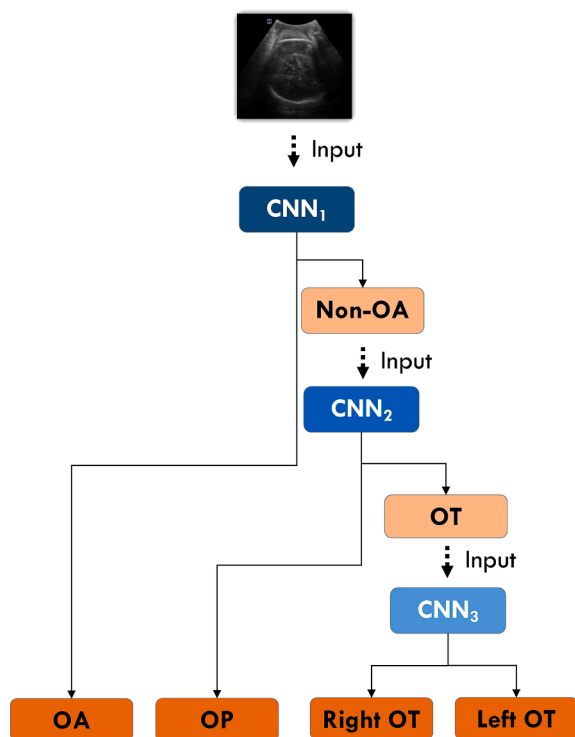 Input
CNN₁
Non-OA
Input
CNN₂
OT
Input
CNN₃
OA
OP
Right OT
Left OT